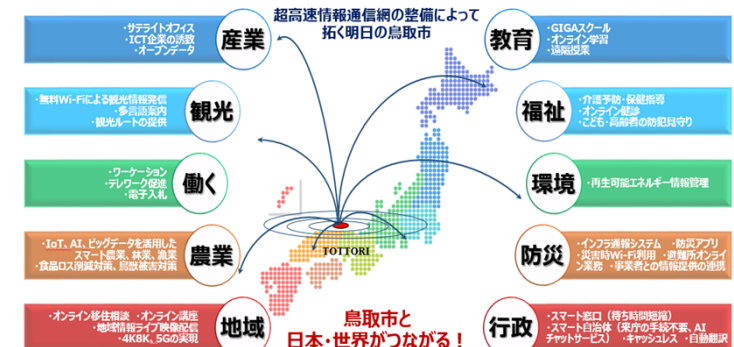 超高速情報通信網の整備によって
拓く明日の鳥取市
・サテライトオフィス
・ICT企業の誘致
・オープンデータ
産業
・無料Wi-Fiによる観光情報発信
・多言語案内
・観光ルートの提供
観光
・ワーケーション
・テレワーク促進
・電子入札
働く
・IoT、AI、ビッグデータを活用した
スマート農業、林業、漁業
・食品ロス削減対策、鳥獣被害対策
農業
・オンライン移住相談　・オンライン講座
・地域情報ライブ映像配信
・4K8K、5Gの実現
地域
教育
・GIGAスクール
・オンライン学習
・遠隔授業
福祉
・介護予防・保健指導
・オンライン健診
・こども・高齢者の防犯見守り
環境
・再生可能エネルギー情報管理
防災
・インフラ通報システム　・防災アプリ
・災害時Wi-Fi利用　・避難所オンライ
ン業務　・事業者との情報提供の連携
行政
・スマート窓口（待ち時間短縮）
・スマート自治体（来庁の手続不要、AI
チャットサービス）　・キャッシュレス　・自動翻訳
TOTTORI
鳥取市と
日本・世界がつながる！